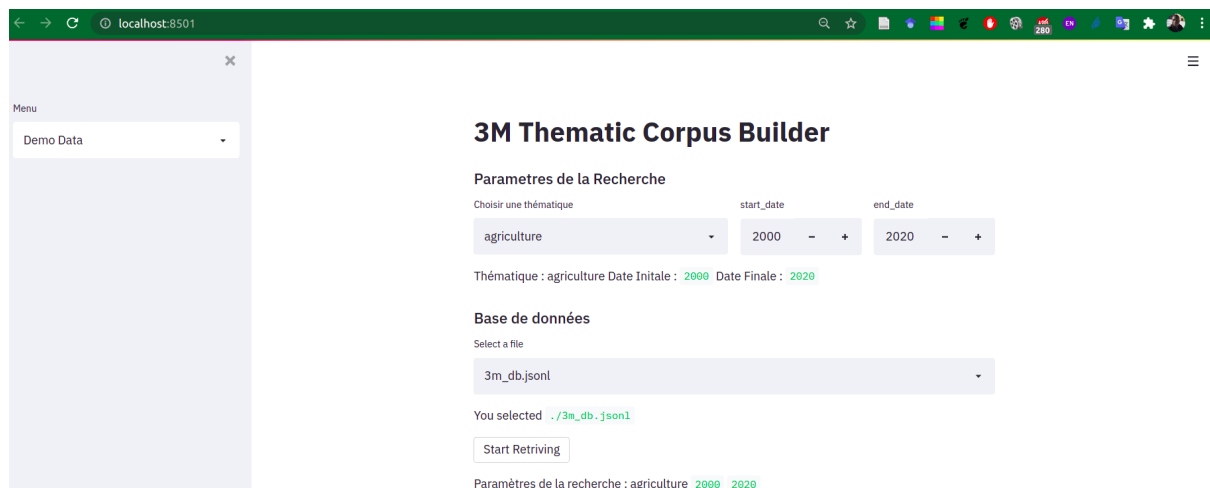 localhost:8501
EN
280
Menu
Demo Data
3M Thematic Corpus Builder
Parametres de la Recherche
Choisir une thématique
start_date
end_date
agriculture
2000 - +
2020 - +
Thématique : agriculture Date Initale : 2000 Date Finale : 2020
Base de données
Select a file
3m_db.jsonl
You selected ./3m_db.jsonl
Start Retriving
Paramètres de la recherche : agriculture 2000 2020